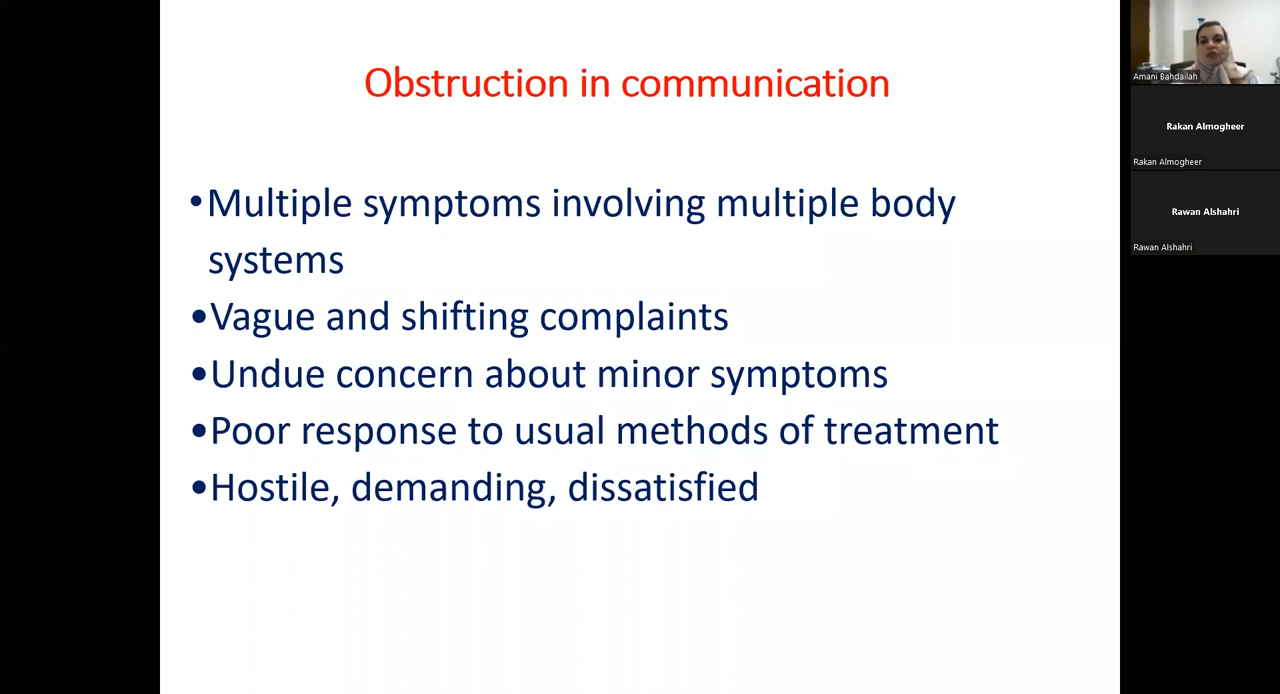 Obstruction in communication
•Multiple symptoms involving multiple body
systems
•Vague and shifting complaints
•Undue concern about minor symptoms
•Poor response to usual methods of treatment
•Hostile, demanding, dissatisfied
Amani Bahdailah
Rakan Almogheer
Rakan Almogheer
Rawan Alshahri
Rawan Alshahri